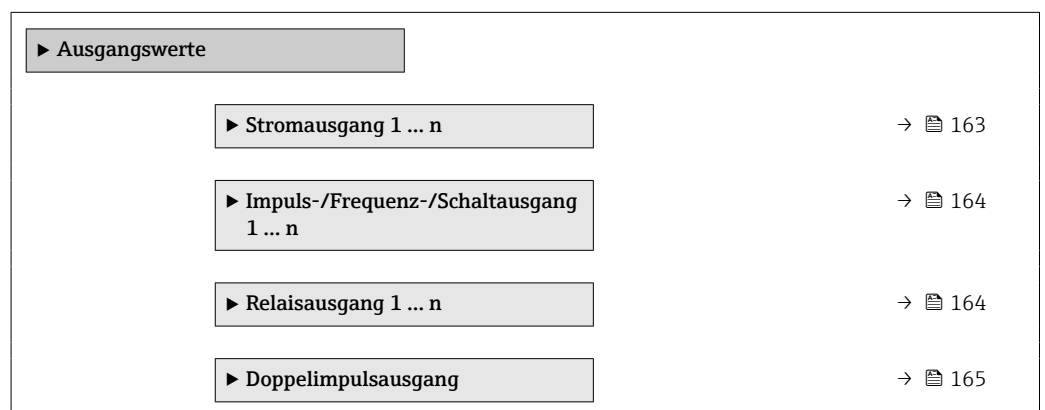 ▶ Ausgangswerte
▶ Stromausgang 1 ... n → 163
▶ Impuls-/Frequenz-/Schaltausgang → 164
1 ... n
▶ Relaisausgang 1 ... n → 164
▶ Doppelimpulsausgang → 165